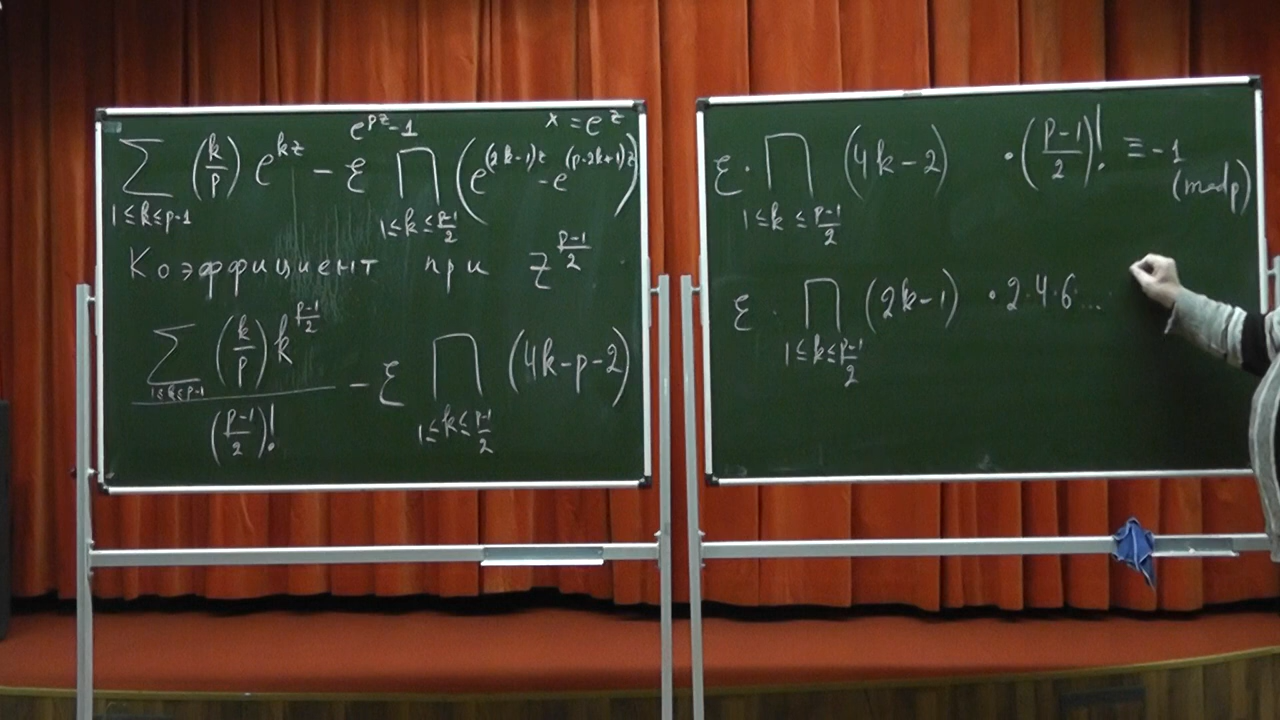 e^{pz}-1    x = e^z
∑_{1≤k≤p-1} (k/p) e^{kz} - ε ∏_{1≤k≤(p-1)/2} (e^{(2k-1)z} - e^{(p-2k+1)z})
Коэффициент при z^{(p-1)/2}
(∑_{1≤k≤p-1} (k/p) k^{(p-1)/2}) / ((p-1)/2)! - ε ∏_{1≤k≤(p-1)/2} (4k-p-2)
ε · ∏_{1≤k≤(p-1)/2} (4k-2) · ((p-1)/2)! ≡ -1 (mod p)
ε · ∏_{1≤k≤(p-1)/2} (2k-1) · 2·4·6·...